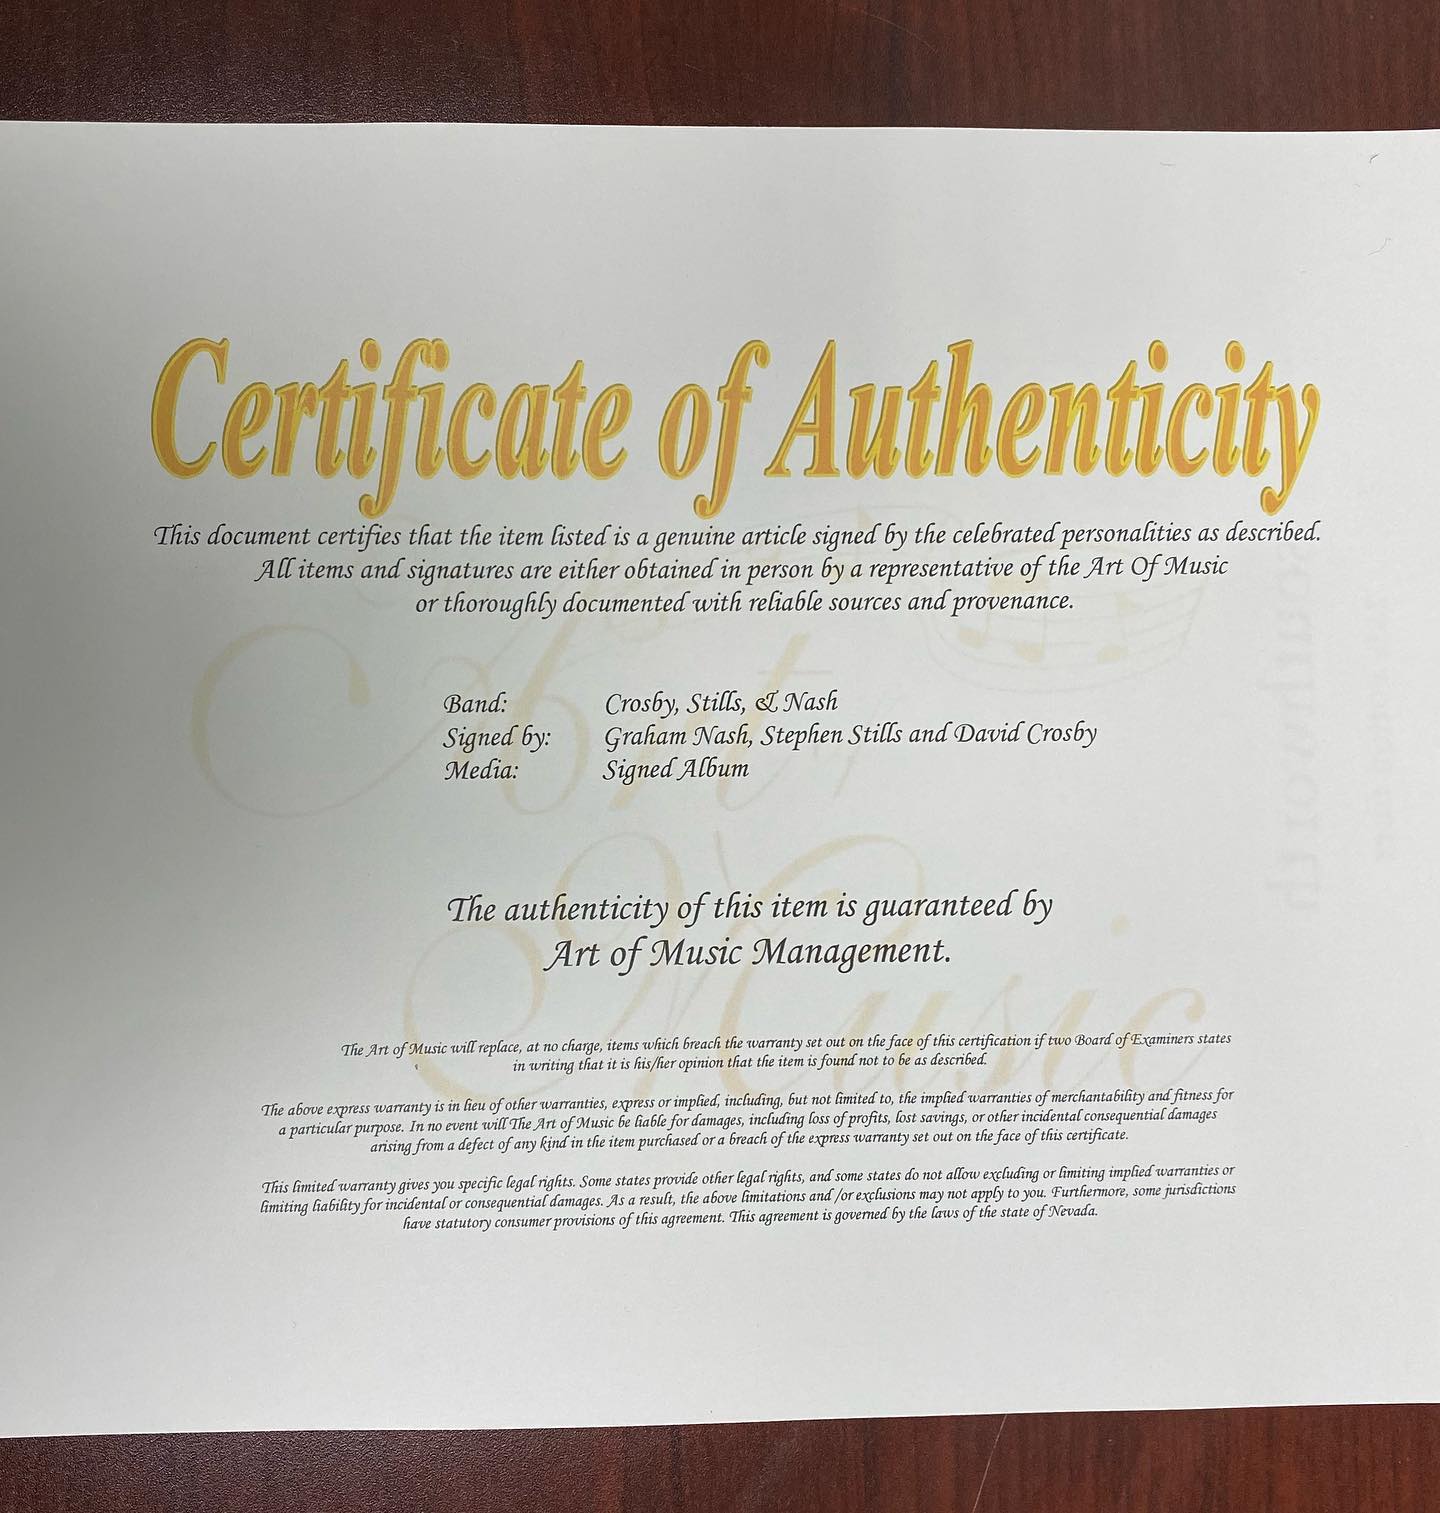 Certificate of Authenticity
This document certifies that the item listed is a genuine article signed by the celebrated personalities as described.
All items and signatures are either obtained in person by a representative of the Art Of Music
or thoroughly documented with reliable sources and provenance.
Art
Band: Crosby, Stills, & Nash
Signed by: Graham Nash, Stephen Stills and David Crosby
Media: Signed Album
The authenticity of this item is guaranteed by
Art of Music Management.
Music
The Art of Music will replace, at no charge, items which breach the warranty set out on the face of this certification if two Board of Examiners states
in writing that it is his/her opinion that the item is found not to be as described.
The above express warranty is in lieu of other warranties, express or implied, including, but not limited to, the implied warranties of merchantability and fitness for
a particular purpose. In no event will The Art of Music be liable for damages, including loss of profits, lost savings, or other incidental consequential damages
arising from a defect of any kind in the item purchased or a breach of the express warranty set out on the face of this certificate.
This limited warranty gives you specific legal rights. Some states provide other legal rights, and some states do not allow excluding or limiting implied warranties or
limiting liability for incidental or consequential damages. As a result, the above limitations and /or exclusions may not apply to you. Furthermore, some jurisdictions
have statutory consumer provisions of this agreement. This agreement is governed by the laws of the state of Nevada.